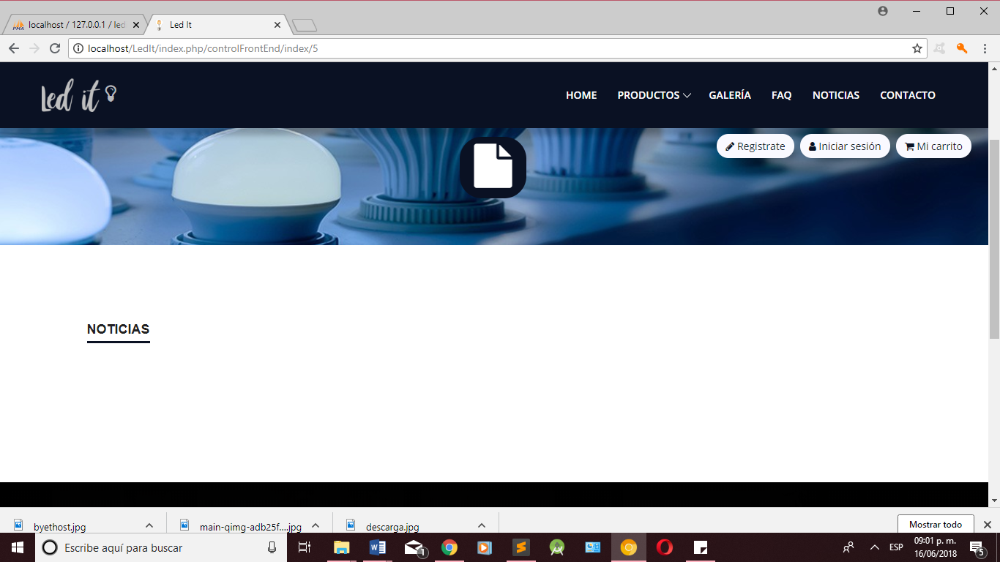 localhost / 127.0.0.1 / led
Led It
localhost/LedIt/index.php/controlFrontEnd/index/5
Led it
HOME PRODUCTOS GALERÍA FAQ NOTICIAS CONTACTO
Registrate Iniciar sesión Mi carrito
NOTICIAS
byethost.jpg main-qimg-adb25f....jpg descarga.jpg Mostrar todo
Escribe aquí para buscar
1
ESP
09:01 p. m.
16/06/2018
5